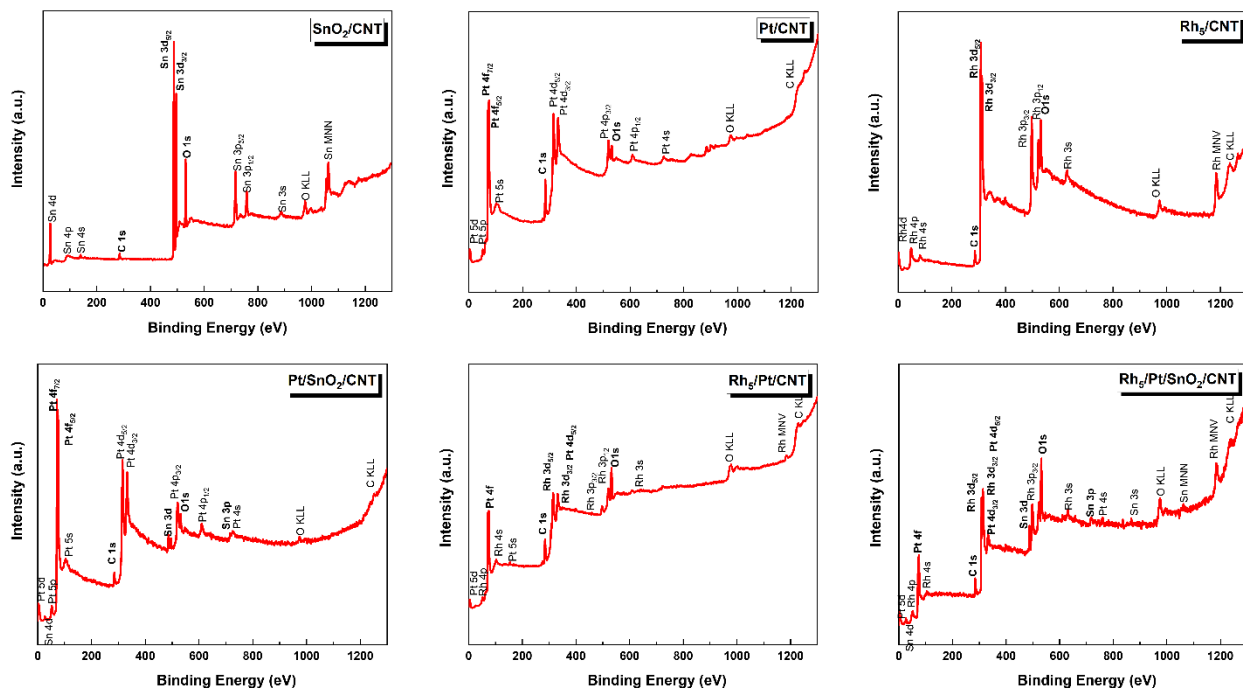 SnO₂/CNT
Intensity (a.u.)
Sn 4d
Sn 4p
Sn 4s
C 1s
Sn 3d₅/₂
Sn 3d₃/₂
O 1s
Sn 3p₃/₂
Sn 3p₁/₂
Sn 3s
O KLL
Sn MNN
0 200 400 600 800 1000 1200
Binding Energy (eV)
Pt/CNT
Intensity (a.u.)
Pt 5d
Pt 5p
Pt 4f₇/₂
Pt 4f₅/₂
Pt 5s
C 1s
Pt 4d₅/₂
Pt 4d₃/₂
Pt 4p₃/₂
O1s
Pt 4p₁/₂
Pt 4s
O KLL
C KLL
0 200 400 600 800 1000 1200
Binding Energy (eV)
Rh₅/CNT
Intensity (a.u.)
Rh4d
Rh 4p
Rh 4s
C 1s
Rh 3d₅/₂
Rh 3d₃/₂
Rh 3p₃/₂
Rh 3p₁/₂
O1s
Rh 3s
O KLL
Rh MNV
C KLL
0 200 400 600 800 1000 1200
Binding Energy (eV)
Pt/SnO₂/CNT
Intensity (a.u.)
Pt 5d
Sn 4d
Pt 5p
Pt 4f₇/₂
Pt 4f₅/₂
Pt 5s
C 1s
Pt 4d₅/₂
Pt 4d₃/₂
Sn 3d
Pt 4p₃/₂
O1s
Pt 4p₁/₂
Sn 3p
Pt 4s
O KLL
C KLL
0 200 400 600 800 1000 1200
Binding Energy (eV)
Rh₅/Pt/CNT
Intensity (a.u.)
Pt 5d
Rh 4p
Pt 4f
Rh 4s
Pt 5s
C 1s
Rh 3d₅/₂
Rh 3d₃/₂ Pt 4d₅/₂
Rh 3p₃/₂
Rh 3p₁/₂
O1s
Rh 3s
O KLL
Rh MNV
C KLL
0 200 400 600 800 1000 1200
Binding Energy (eV)
Rh₅/Pt/SnO₂/CNT
Intensity (a.u.)
Pt 5d
Sn 4d
Rh 4p
Pt 4f
Rh 4s
C 1s
Rh 3d₅/₂
Pt 4d₃/₂ Rh 3d₃/₂ Pt 4d₅/₂
Sn 3d
Rh 3p₃/₂
O1s
Rh 3s
Sn 3p
Pt 4s
Sn 3s
O KLL
Sn MNN
Rh MNV
C KLL
0 200 400 600 800 1000 1200
Binding Energy (eV)